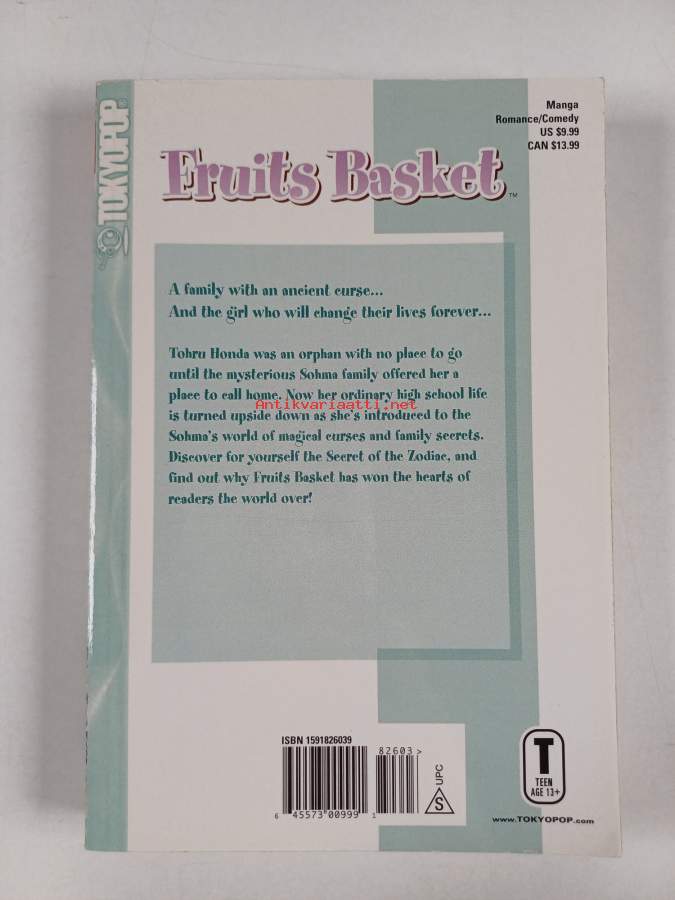 TOKYOPOP®
Manga
Romance/Comedy
US $9.99
CAN $13.99
Fruits Basket™
A family with an ancient curse...
And the girl who will change their lives forever...
Tohru Honda was an orphan with no place to go
until the mysterious Sohma family offered her a
place to call home. Now her ordinary high school life
is turned upside down as she's introduced to the
Sohma's world of magical curses and family secrets.
Discover for yourself the Secret of the Zodiac, and
find out why Fruits Basket has won the hearts of
readers the world over!
Antikvariaatti.net
ISBN 1591826039
82603>
6 45573 00999 1
S UPC
T
TEEN
AGE 13+
www.TOKYOPOP.com